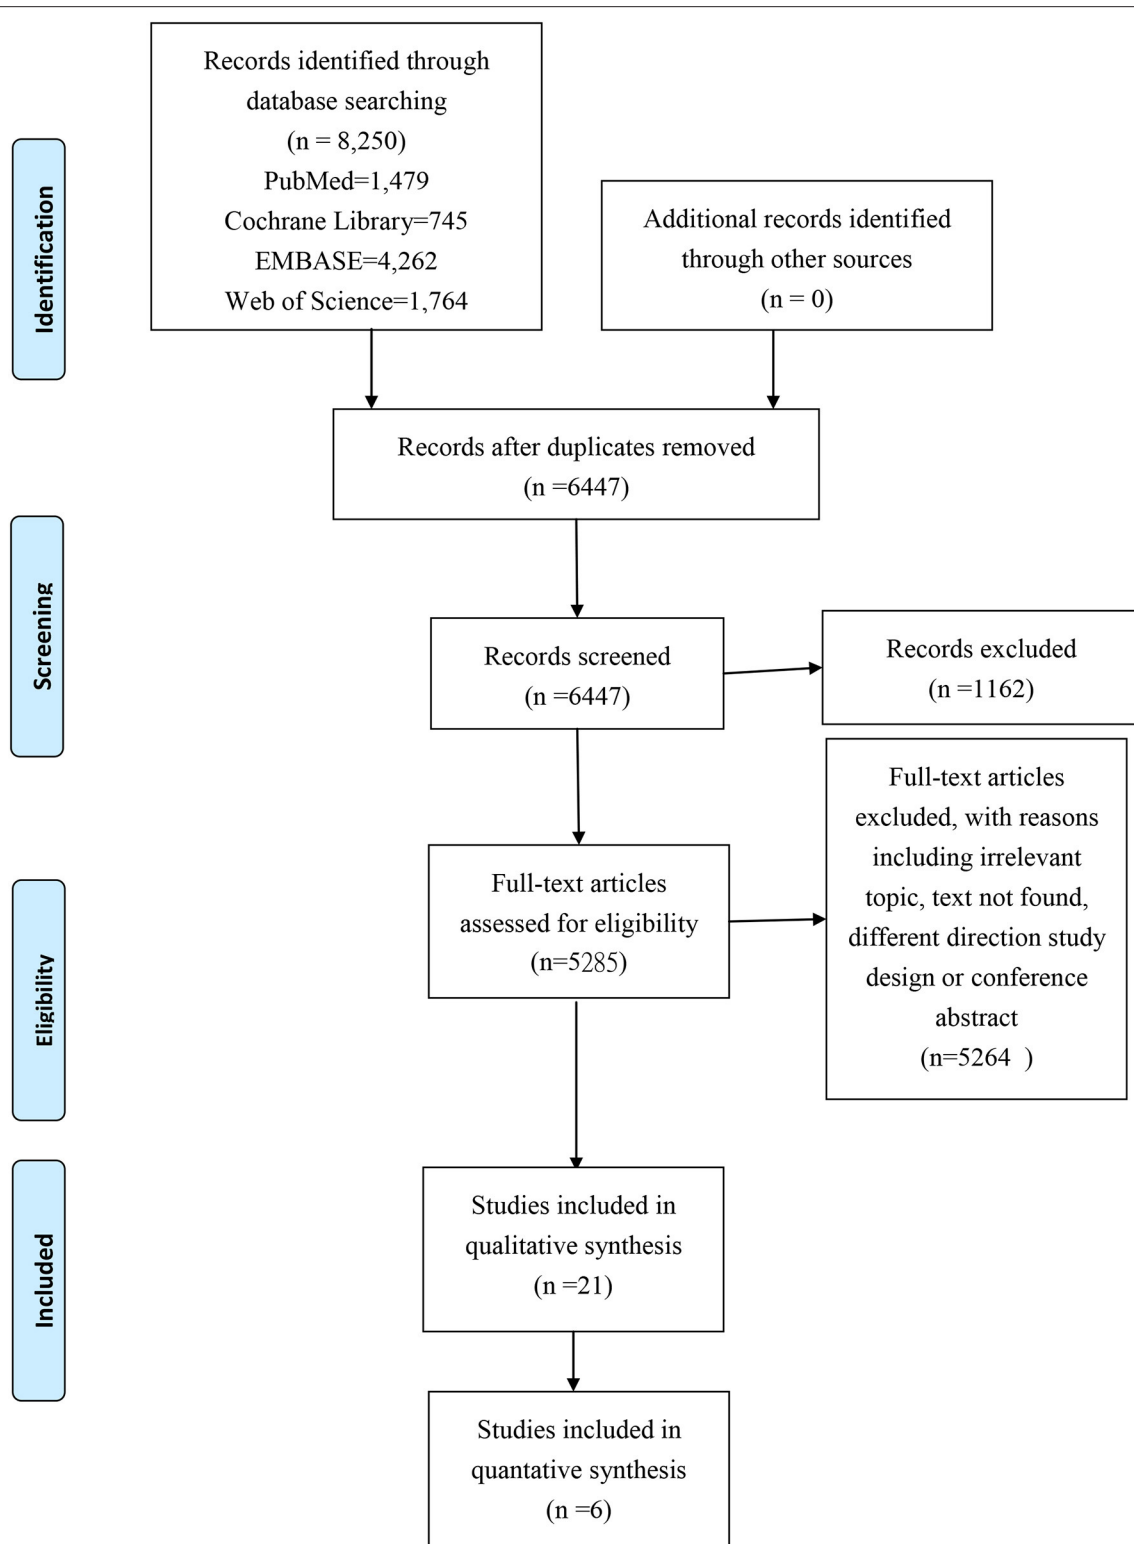 Identification
Records identified through
database searching
(n = 8,250)
PubMed=1,479
Cochrane Library=745
EMBASE=4,262
Web of Science=1,764
Additional records identified
through other sources
(n = 0)
Records after duplicates removed
(n =6447)
Screening
Records screened
(n =6447)
Records excluded
(n =1162)
Eligibility
Full-text articles
assessed for eligibility
(n=5285)
Full-text articles
excluded, with reasons
including irrelevant
topic, text not found,
different direction study
design or conference
abstract
(n=5264  )
Included
Studies included in
qualitative synthesis
(n =21)
Studies included in
quantative synthesis
(n =6)